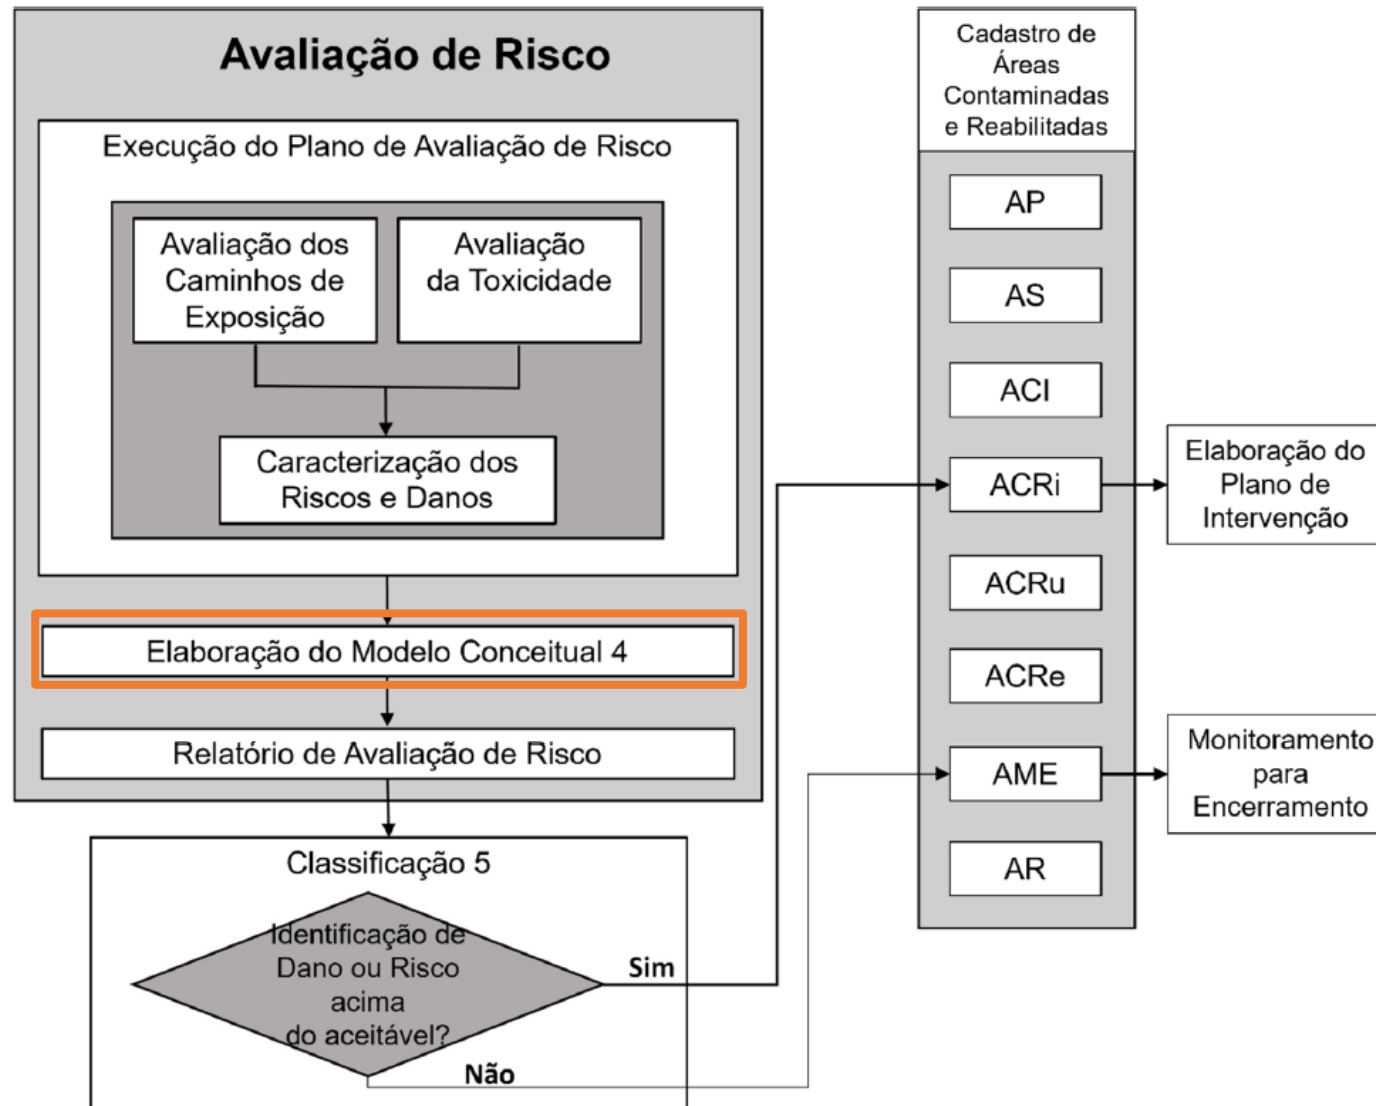 Avaliação de Risco
Execução do Plano de Avaliação de Risco
Avaliação dos
Caminhos de
Exposição
Avaliação
da Toxicidade
Caracterização dos
Riscos e Danos
Elaboração do Modelo Conceitual 4
Relatório de Avaliação de Risco
Classificação 5
Identificação de
Dano ou Risco
acima
do aceitável?
Sim
Não
Cadastro de
Áreas
Contaminadas
e Reabilitadas
AP
AS
ACI
ACRi
ACRu
ACRe
AME
AR
Elaboração do
Plano de
Intervenção
Monitoramento
para
Encerramento